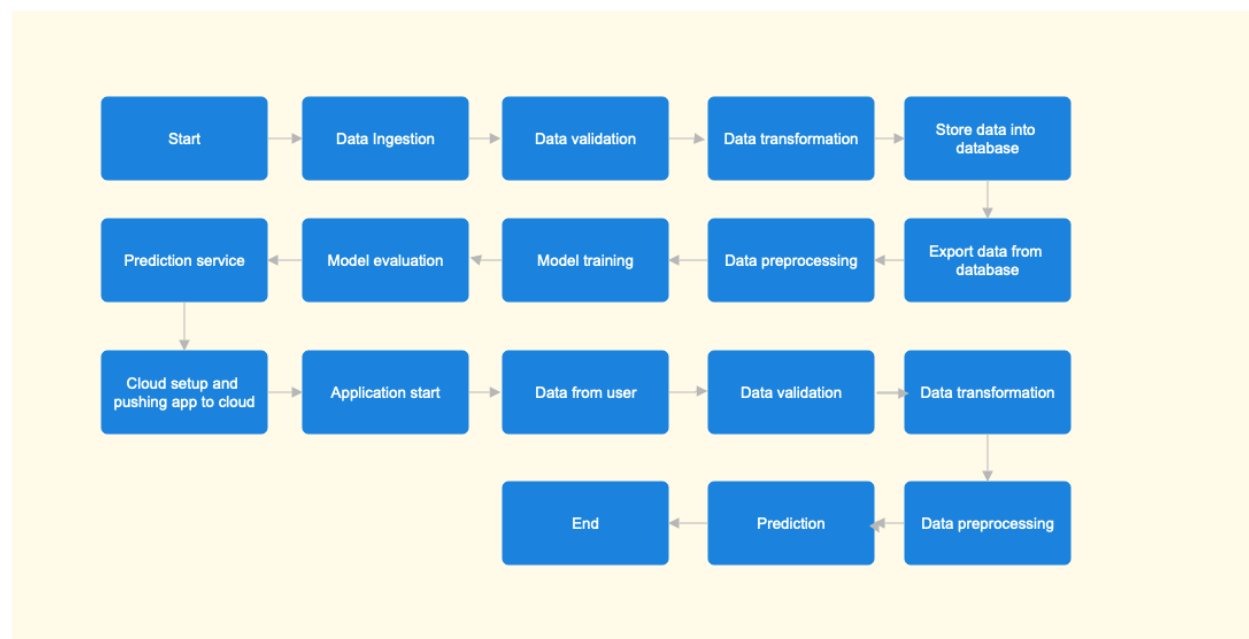 Start
Data Ingestion
Data validation
Data transformation
Store data into
database
Export data from
database
Data preprocessing
Model training
Model evaluation
Prediction service
Cloud setup and
pushing app to cloud
Application start
Data from user
Data validation
Data transformation
Data preprocessing
Prediction
End